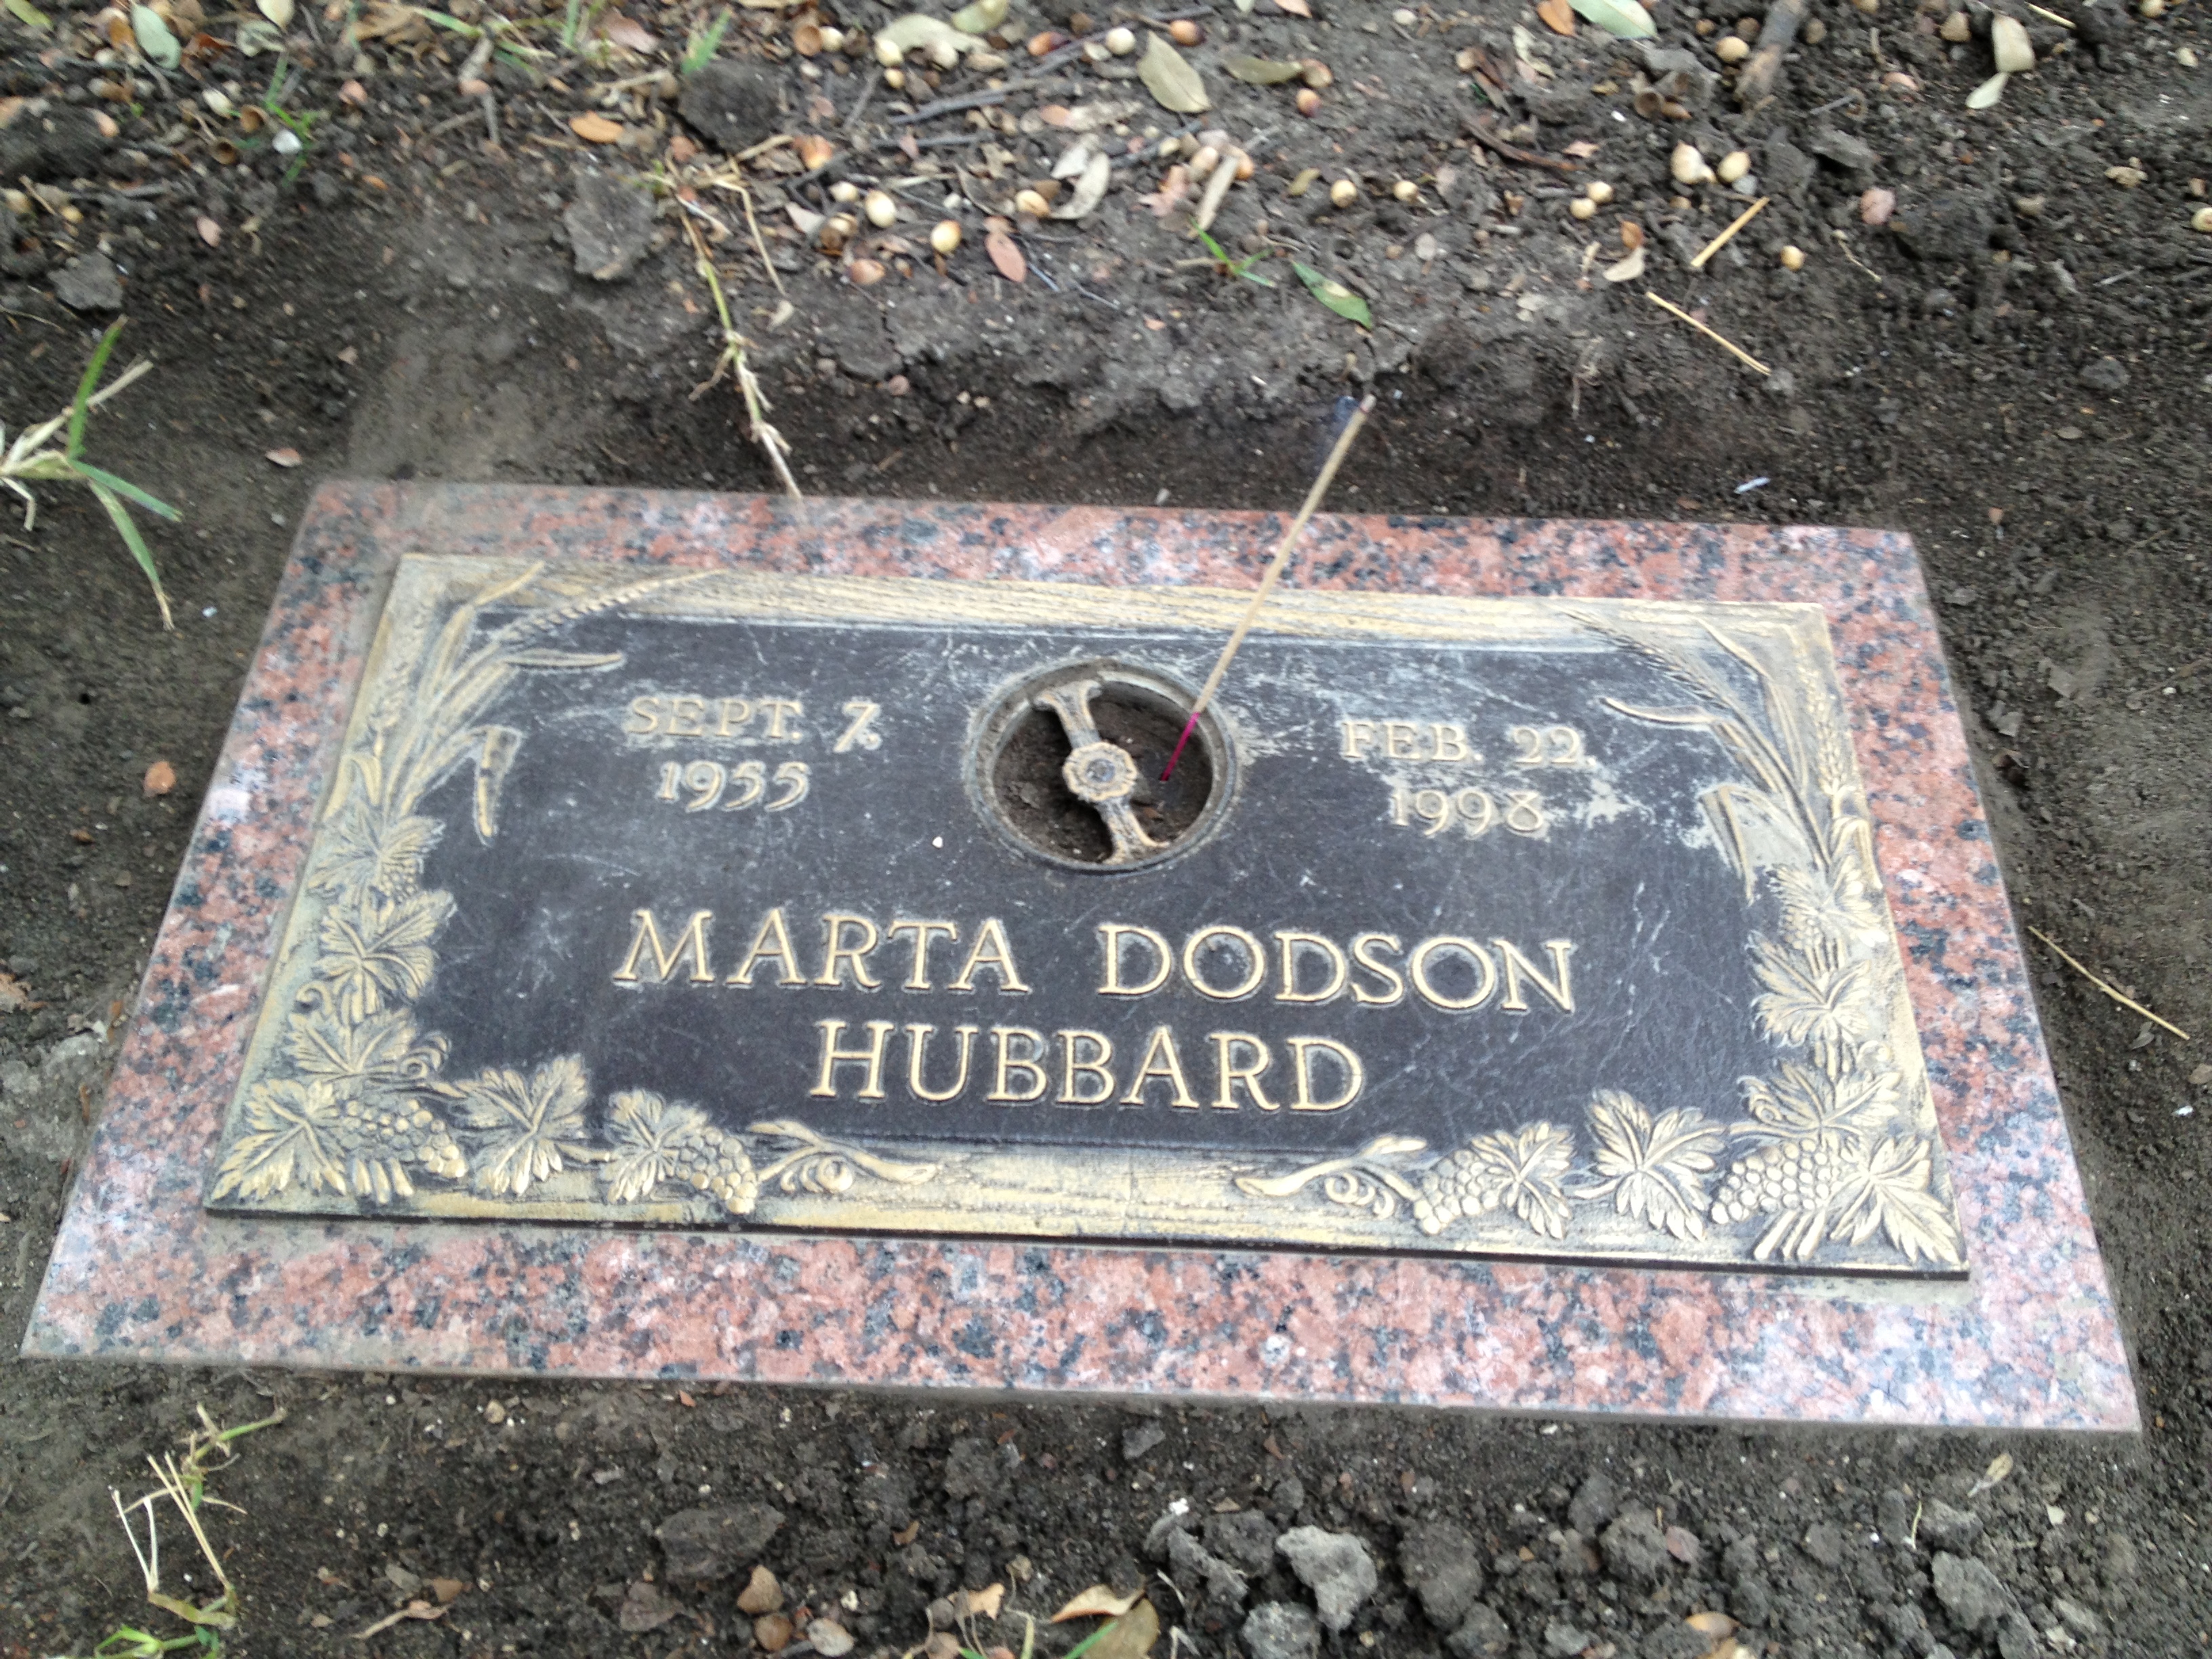 SEPT. 7, 1955
FEB. 22, 1998
MARTA DODSON
HUBBARD